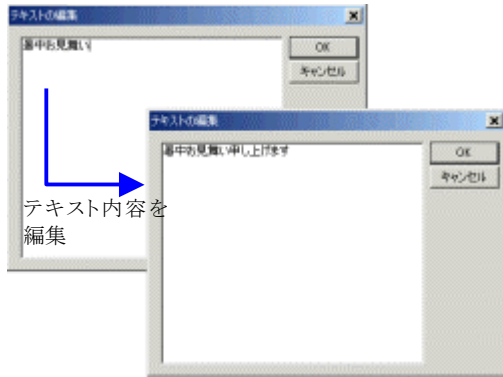 テキストの編集
暑中お見舞い
OK
キャンセル
テキスト内容を
編集
テキストの編集
暑中お見舞い申し上げます
OK
キャンセル